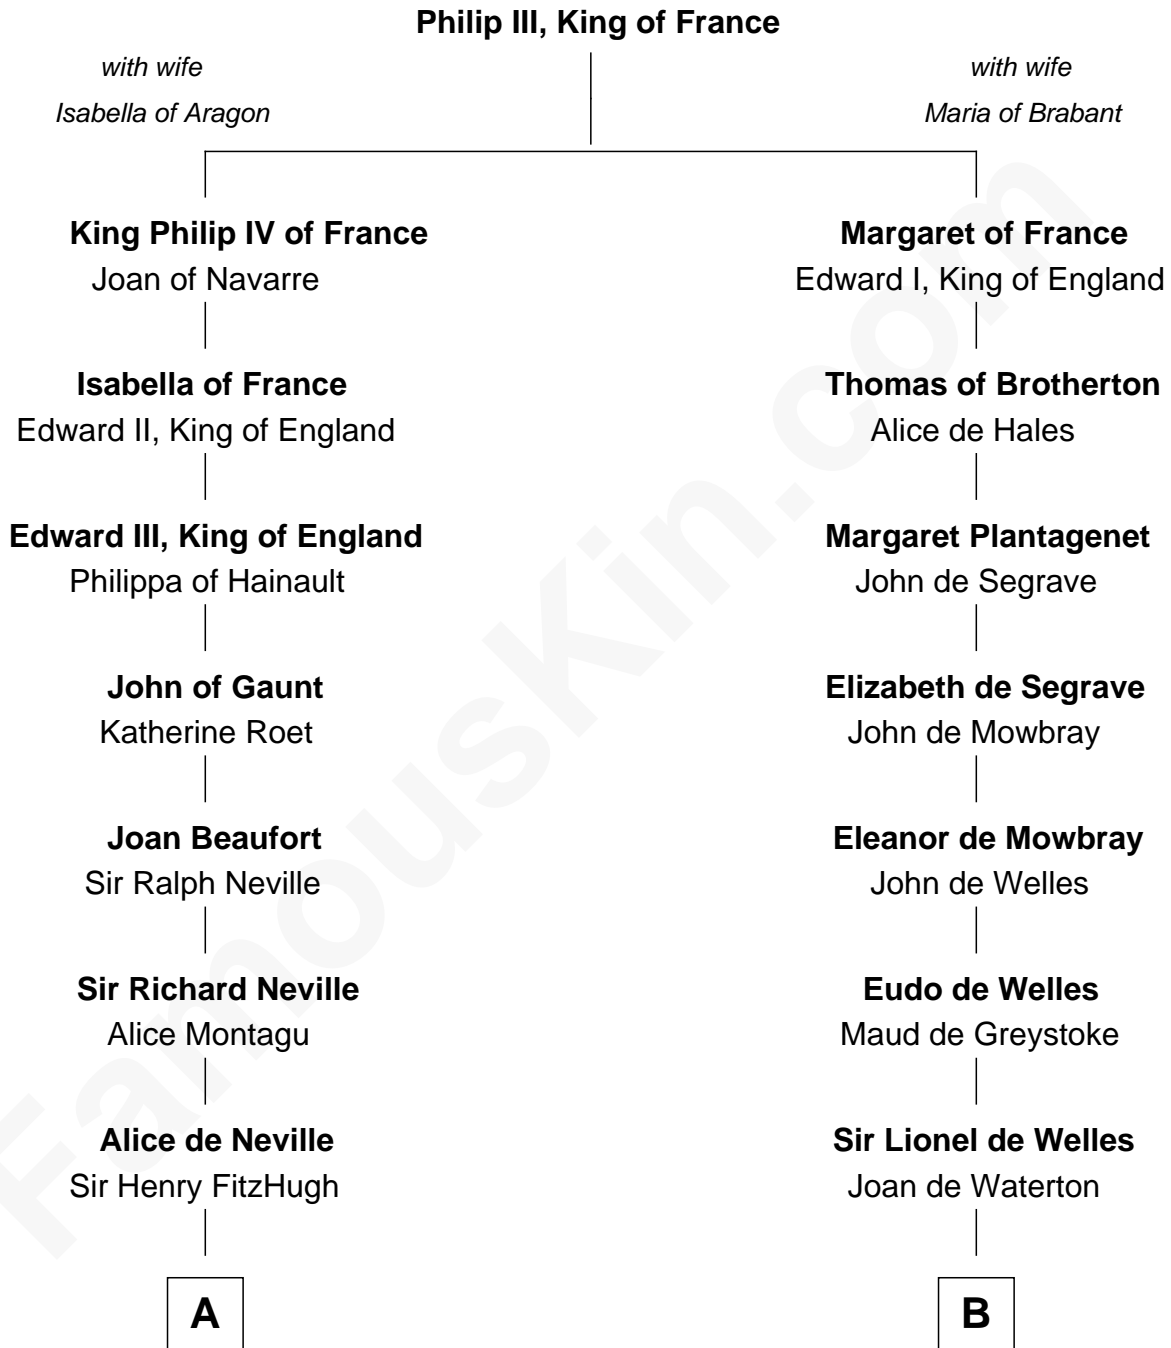 Philip III, King of France
with wife
Isabella of Aragon
with wife
Maria of Brabant
King Philip IV of France
Joan of Navarre
Margaret of France
Edward I, King of England
Isabella of France
Edward II, King of England
Thomas of Brotherton
Alice de Hales
Edward III, King of England
Philippa of Hainault
Margaret Plantagenet
John de Segrave
John of Gaunt
Katherine Roet
Elizabeth de Segrave
John de Mowbray
Joan Beaufort
Sir Ralph Neville
Eleanor de Mowbray
John de Welles
Sir Richard Neville
Alice Montagu
Eudo de Welles
Maud de Greystoke
Alice de Neville
Sir Henry FitzHugh
Sir Lionel de Welles
Joan de Waterton
A
B
FamousKin.com